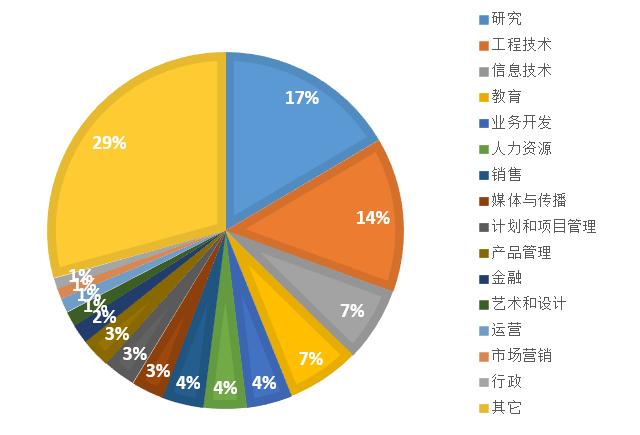 17%
14%
7%
7%
4%
4%
4%
3%
3%
3%
2%
1%
1%
1%
1%
29%
研究
工程技术
信息技术
教育
业务开发
人力资源
销售
媒体与传播
计划和项目管理
产品管理
金融
艺术和设计
运营
市场营销
行政
其它